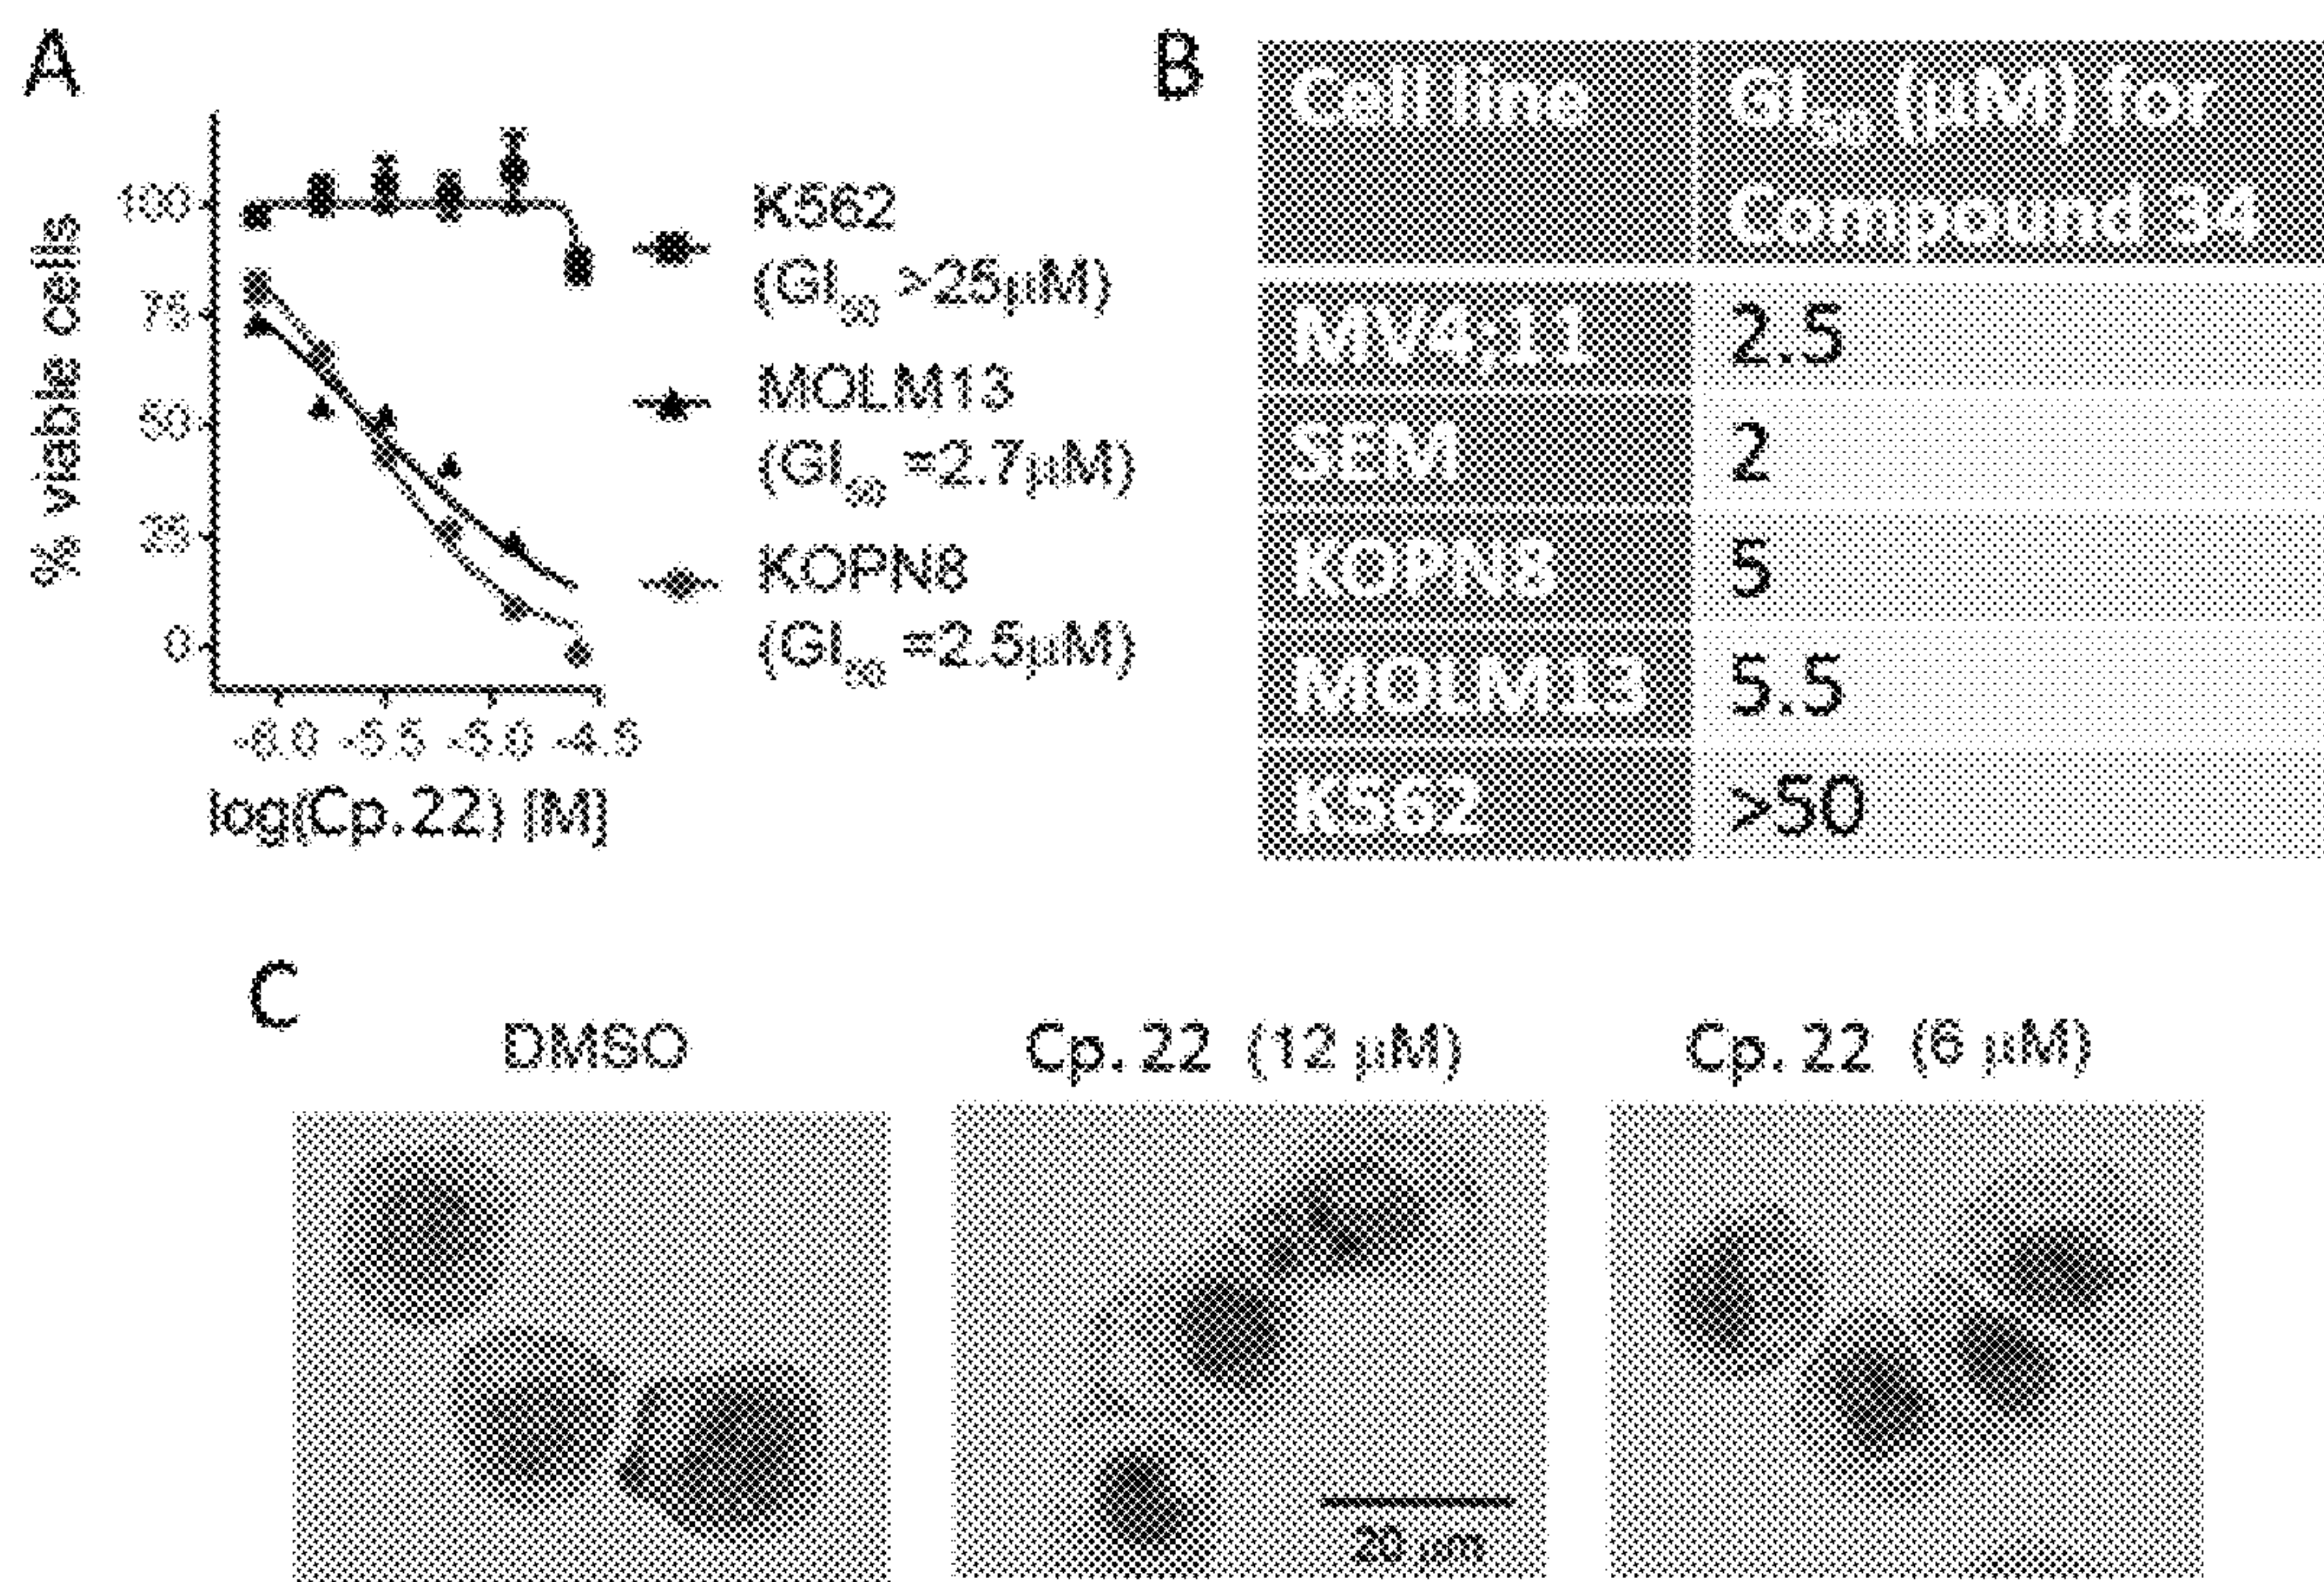 A
100
75
50
25
0
% viable cells
-6.0 -5.5 -5.0 -4.5
log(Cp.22) [M]
K562
(GI50 >25μM)
MOLM13
(GI50 =2.7μM)
KOPN8
(GI50 =2.5μM)
B
Cell line
GI50 (μM) for
Compound 34
MV4;11 2.5
SEM 2
KOPN8 5
MOLM13 5.5
K562 >50
C
DMSO
Cp. 22 (12 μM)
Cp. 22 (6 μM)
20 μm